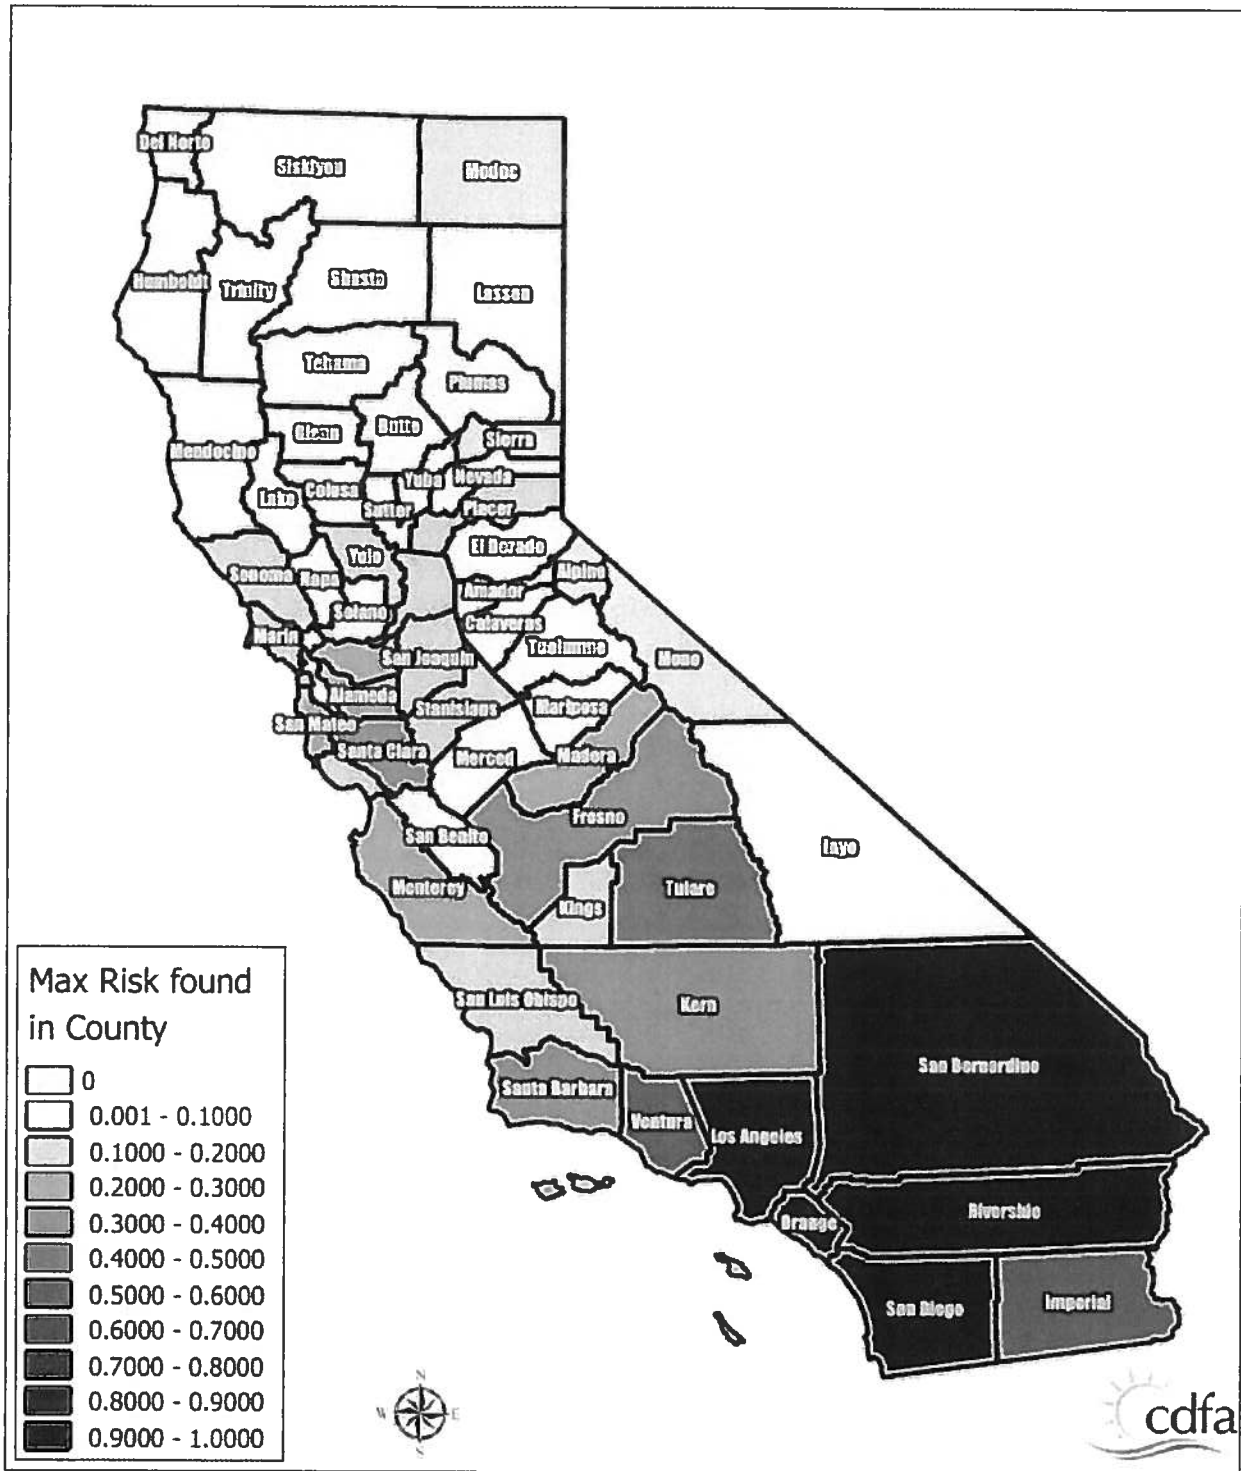 Del Norte
Siskiyou
Modoc
Humboldt
Trinity
Shasta
Lassen
Tehama
Plumas
Glenn
Butte
Sierra
Mendocino
Colusa
Yuba
Nevada
Lake
Sutter
Placer
El Dorado
Sonoma
Napa
Yolo
Alpine
Solano
Amador
Marin
Calaveras
San Joaquin
Tuolumne
Mono
Alameda
Stanislaus
Mariposa
San Mateo
Santa Clara
Merced
Madera
Fresno
San Benito
Inyo
Monterey
Kings
Tulare
San Luis Obispo
Kern
San Bernardino
Santa Barbara
Ventura
Los Angeles
Orange
Riverside
San Diego
Imperial
Max Risk found
in County
0
0.001 - 0.1000
0.1000 - 0.2000
0.2000 - 0.3000
0.3000 - 0.4000
0.4000 - 0.5000
0.5000 - 0.6000
0.6000 - 0.7000
0.7000 - 0.8000
0.8000 - 0.9000
0.9000 - 1.0000
N
W E
S
cdfa